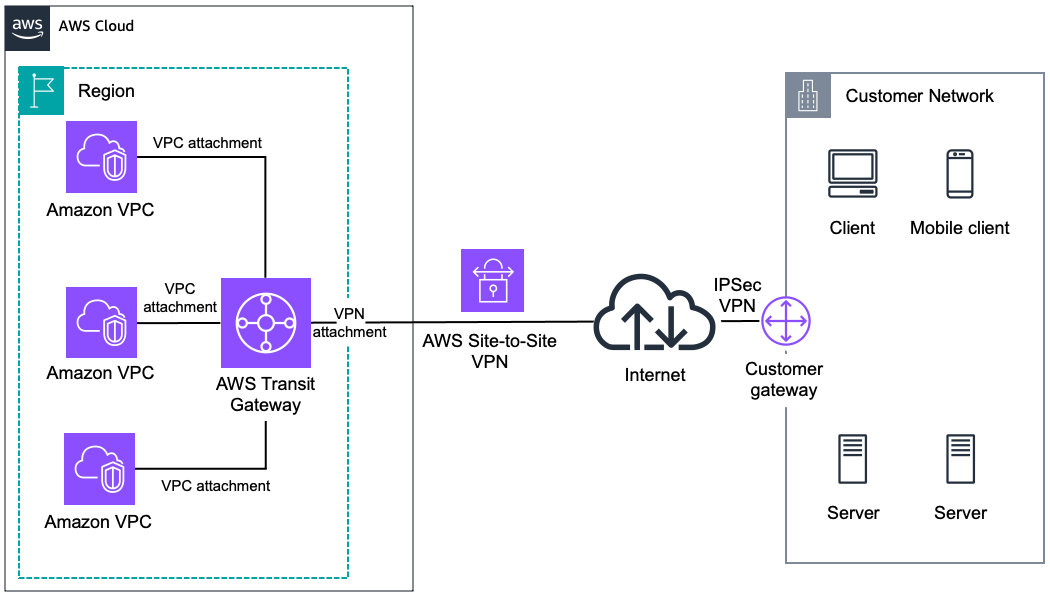 aws
AWS Cloud
Region
Customer Network
VPC attachment
Amazon VPC
Client
Mobile client
VPC
attachment
VPN
attachment
AWS Site-to-Site
VPN
IPSec
VPN
Internet
Customer
gateway
Amazon VPC
AWS Transit
Gateway
VPC attachment
Amazon VPC
Server
Server